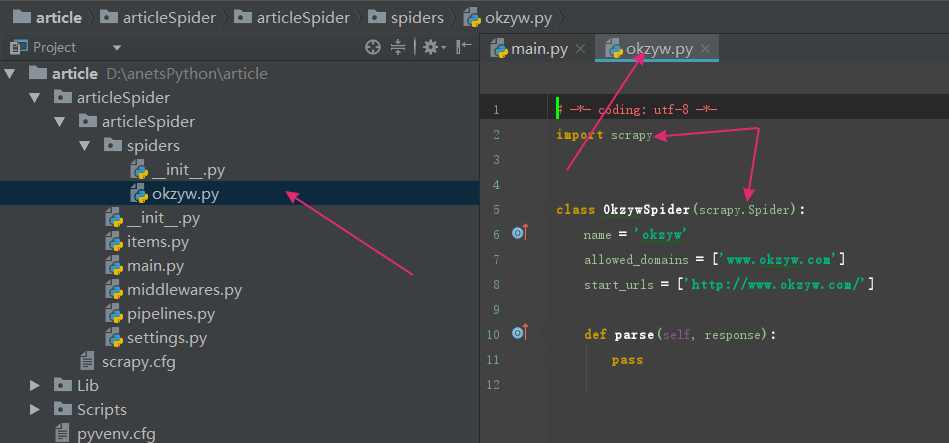 article articleSpider articleSpider spiders okzyw.py
Project
main.py okzyw.py
article D:\anetsPython\article
articleSpider
articleSpider
spiders
__init__.py
okzyw.py
__init__.py
items.py
main.py
middlewares.py
pipelines.py
settings.py
scrapy.cfg
Lib
Scripts
pyvenv.cfg
1 # -*- coding: utf-8 -*-
2 import scrapy
3
4
5 class OkzywSpider(scrapy.Spider):
6 name = 'okzyw'
7 allowed_domains = ['www.okzyw.com']
8 start_urls = ['http://www.okzyw.com/']
9
10 def parse(self, response):
11 pass
12